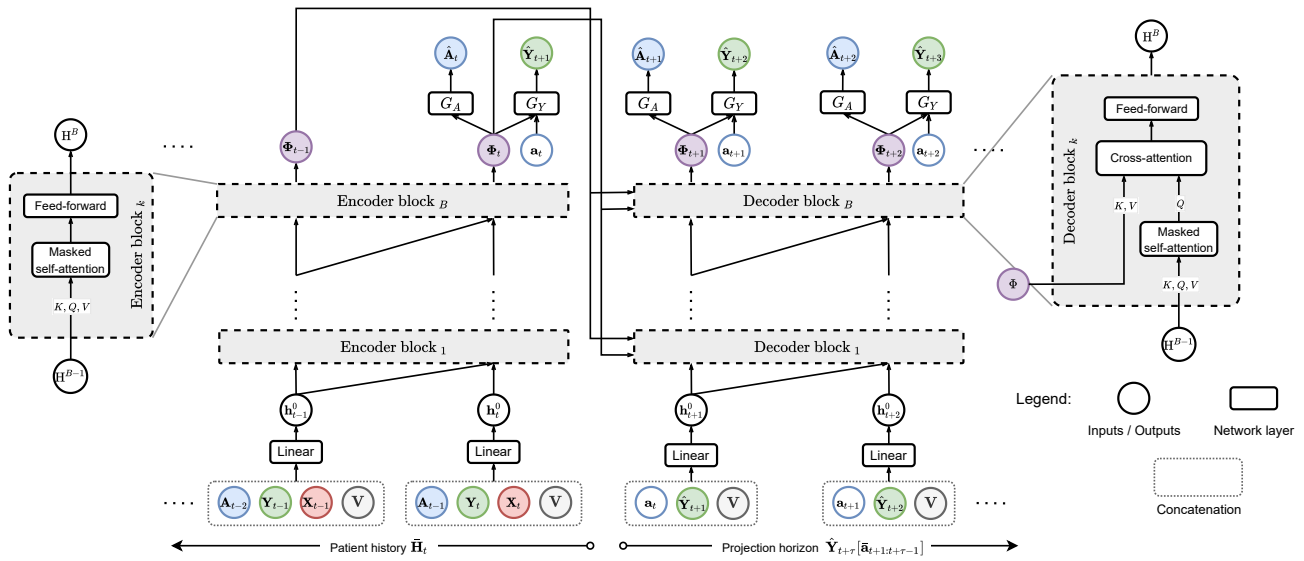 Â_t
Ŷ_{t+1}
Â_{t+1}
Ŷ_{t+2}
Â_{t+2}
Ŷ_{t+3}
H^B
G_A
G_Y
G_A
G_Y
G_A
G_Y
Feed-forward
H^B
....
Φ_{t-1}
Φ_t
a_t
Φ_{t+1}
a_{t+1}
Φ_{t+2}
a_{t+2}
....
Cross-attention
Feed-forward
Encoder block _B
Decoder block _B
K, V
Q
Masked
self-attention
Masked
self-attention
Encoder block _k
Decoder block _k
K, Q, V
Φ
K, Q, V
Encoder block _1
Decoder block _1
H^{B-1}
H^{B-1}
h^0_{t-1}
h^0_t
h^0_{t+1}
h^0_{t+2}
Legend:
Inputs / Outputs
Network layer
Linear
Linear
Linear
Linear
.... A_{t-2} Y_{t-1} X_{t-1} V
A_{t-1} Y_t X_t V
a_t Ŷ_{t+1} V
a_{t+1} Ŷ_{t+2} V ....
Concatenation
Patient history H̄_t
Projection horizon Ŷ_{t+τ}[ā_{t+1:t+τ-1}]